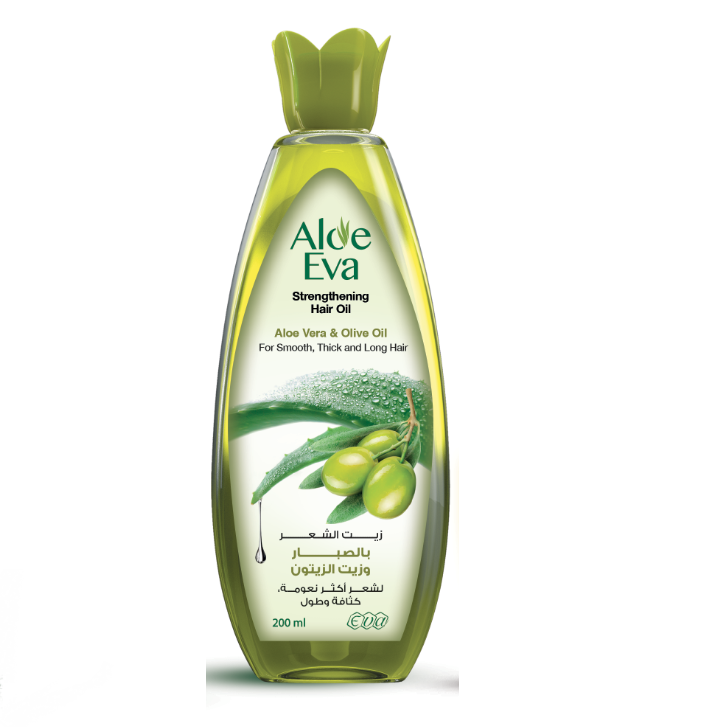 Aloe
Eva
Strengthening
Hair Oil
Aloe Vera & Olive Oil
For Smooth, Thick and Long Hair
زيت الشعر
بالصبار
وزيت الزيتون
لشعر أكثر نعومة،
كثافة وطول
200 ml
eva